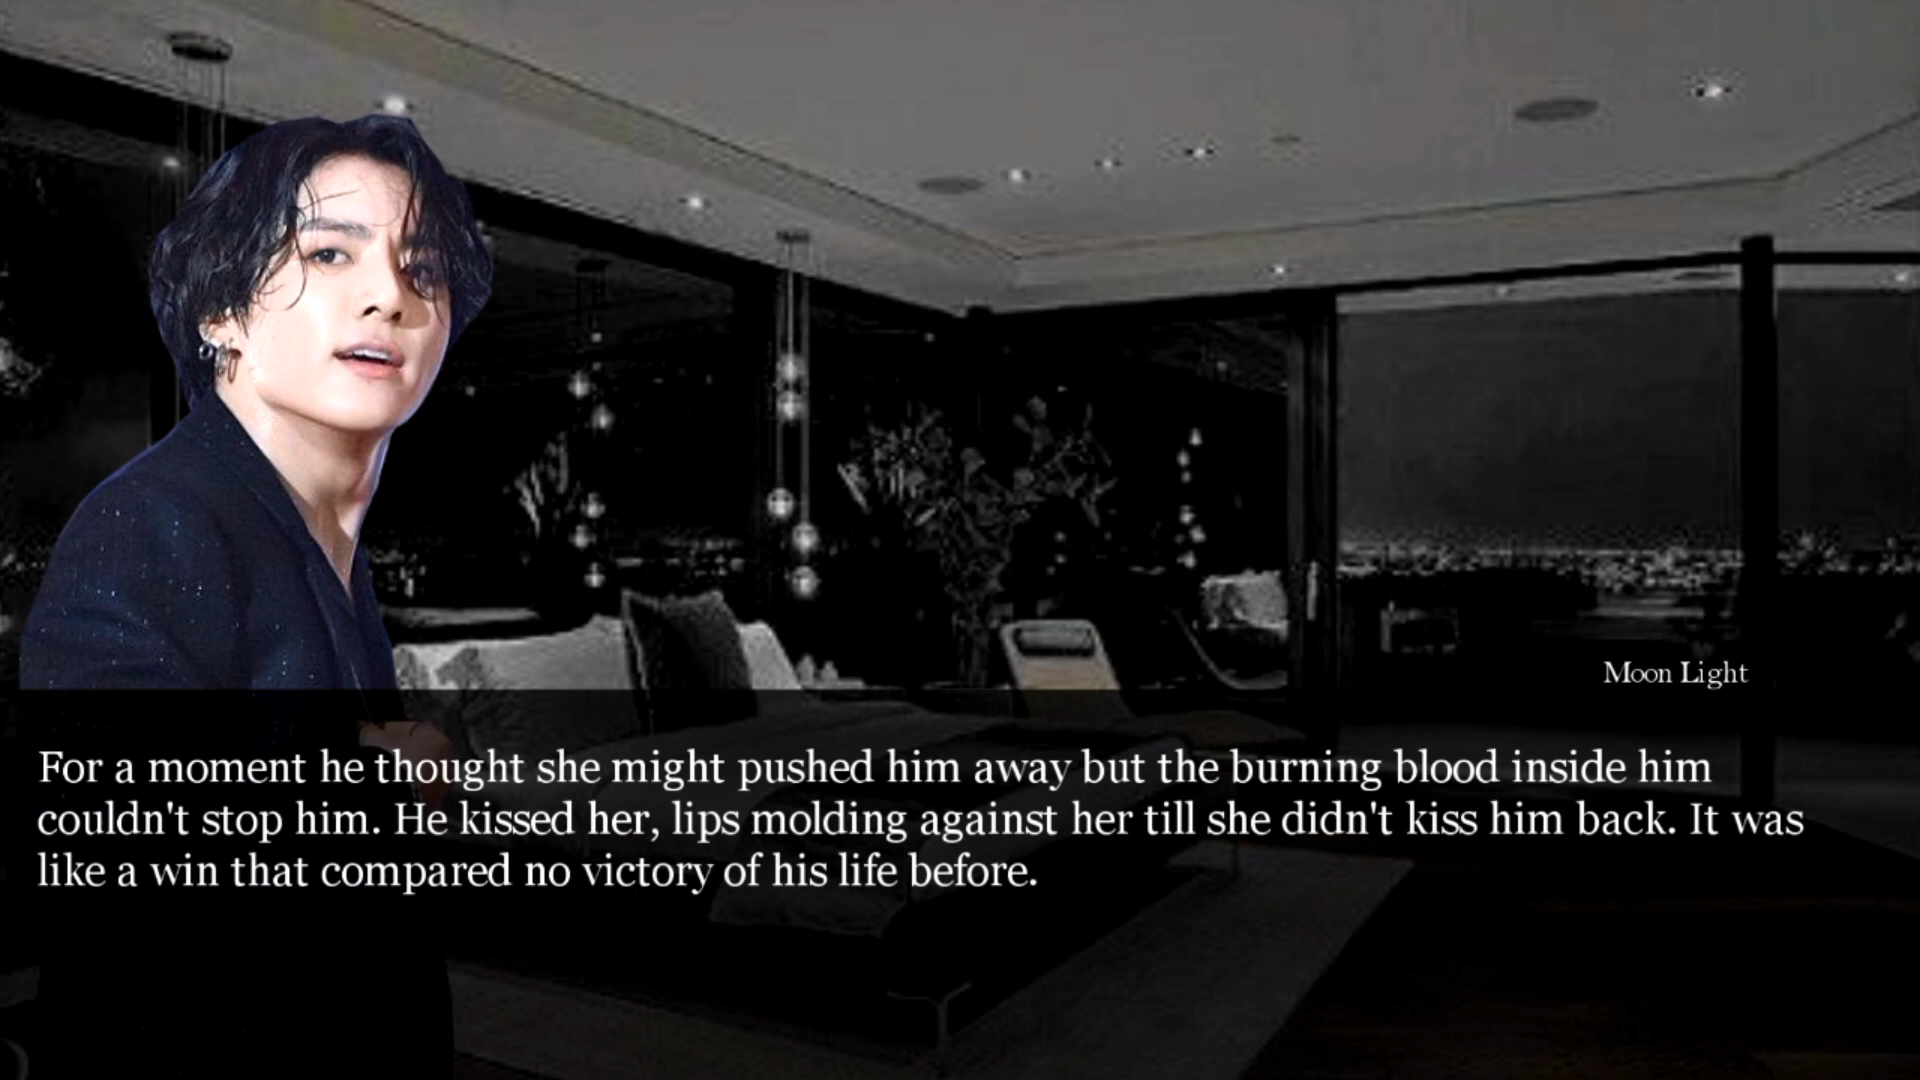 Moon Light
For a moment he thought she might pushed him away but the burning blood inside him
couldn't stop him. He kissed her, lips molding against her till she didn't kiss him back. It was
like a win that compared no victory of his life before.